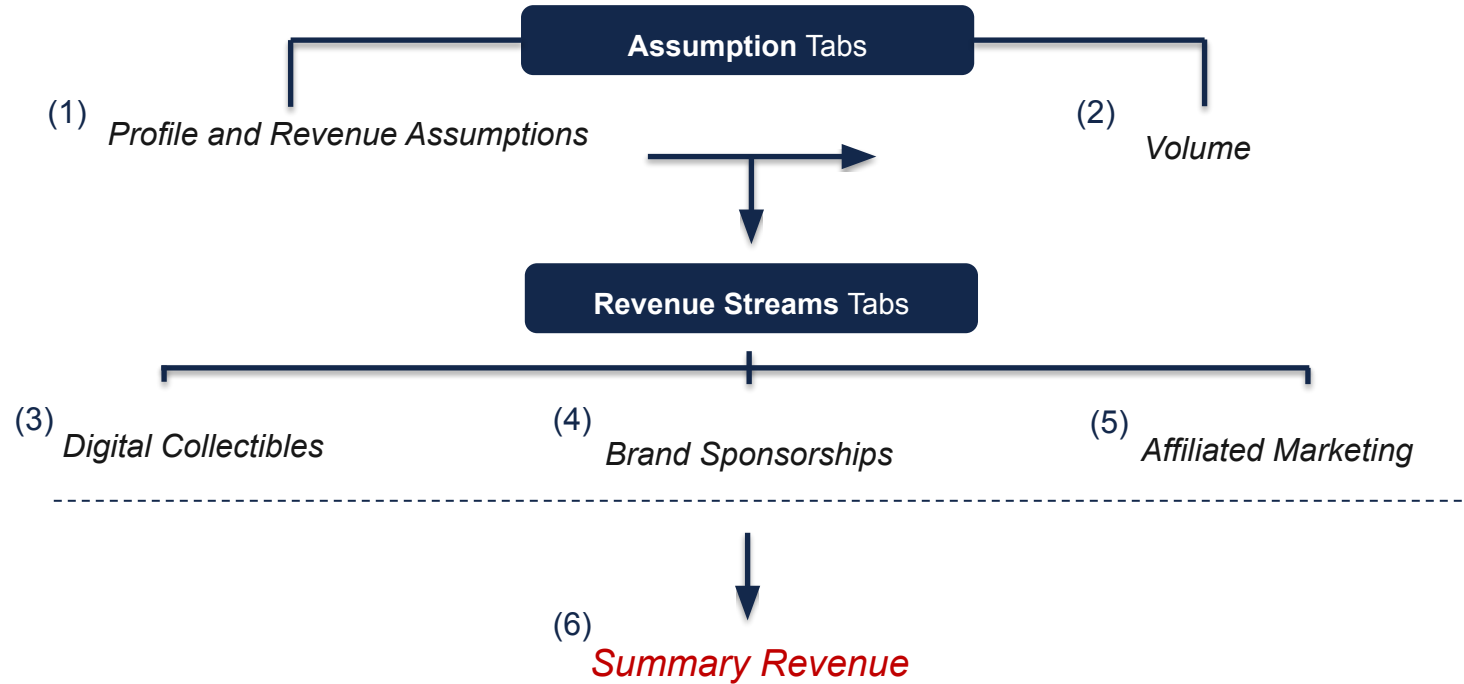 Assumption Tabs
(1) Profile and Revenue Assumptions
(2) Volume
Revenue Streams Tabs
(3) Digital Collectibles
(4) Brand Sponsorships
(5) Affiliated Marketing
(6) Summary Revenue